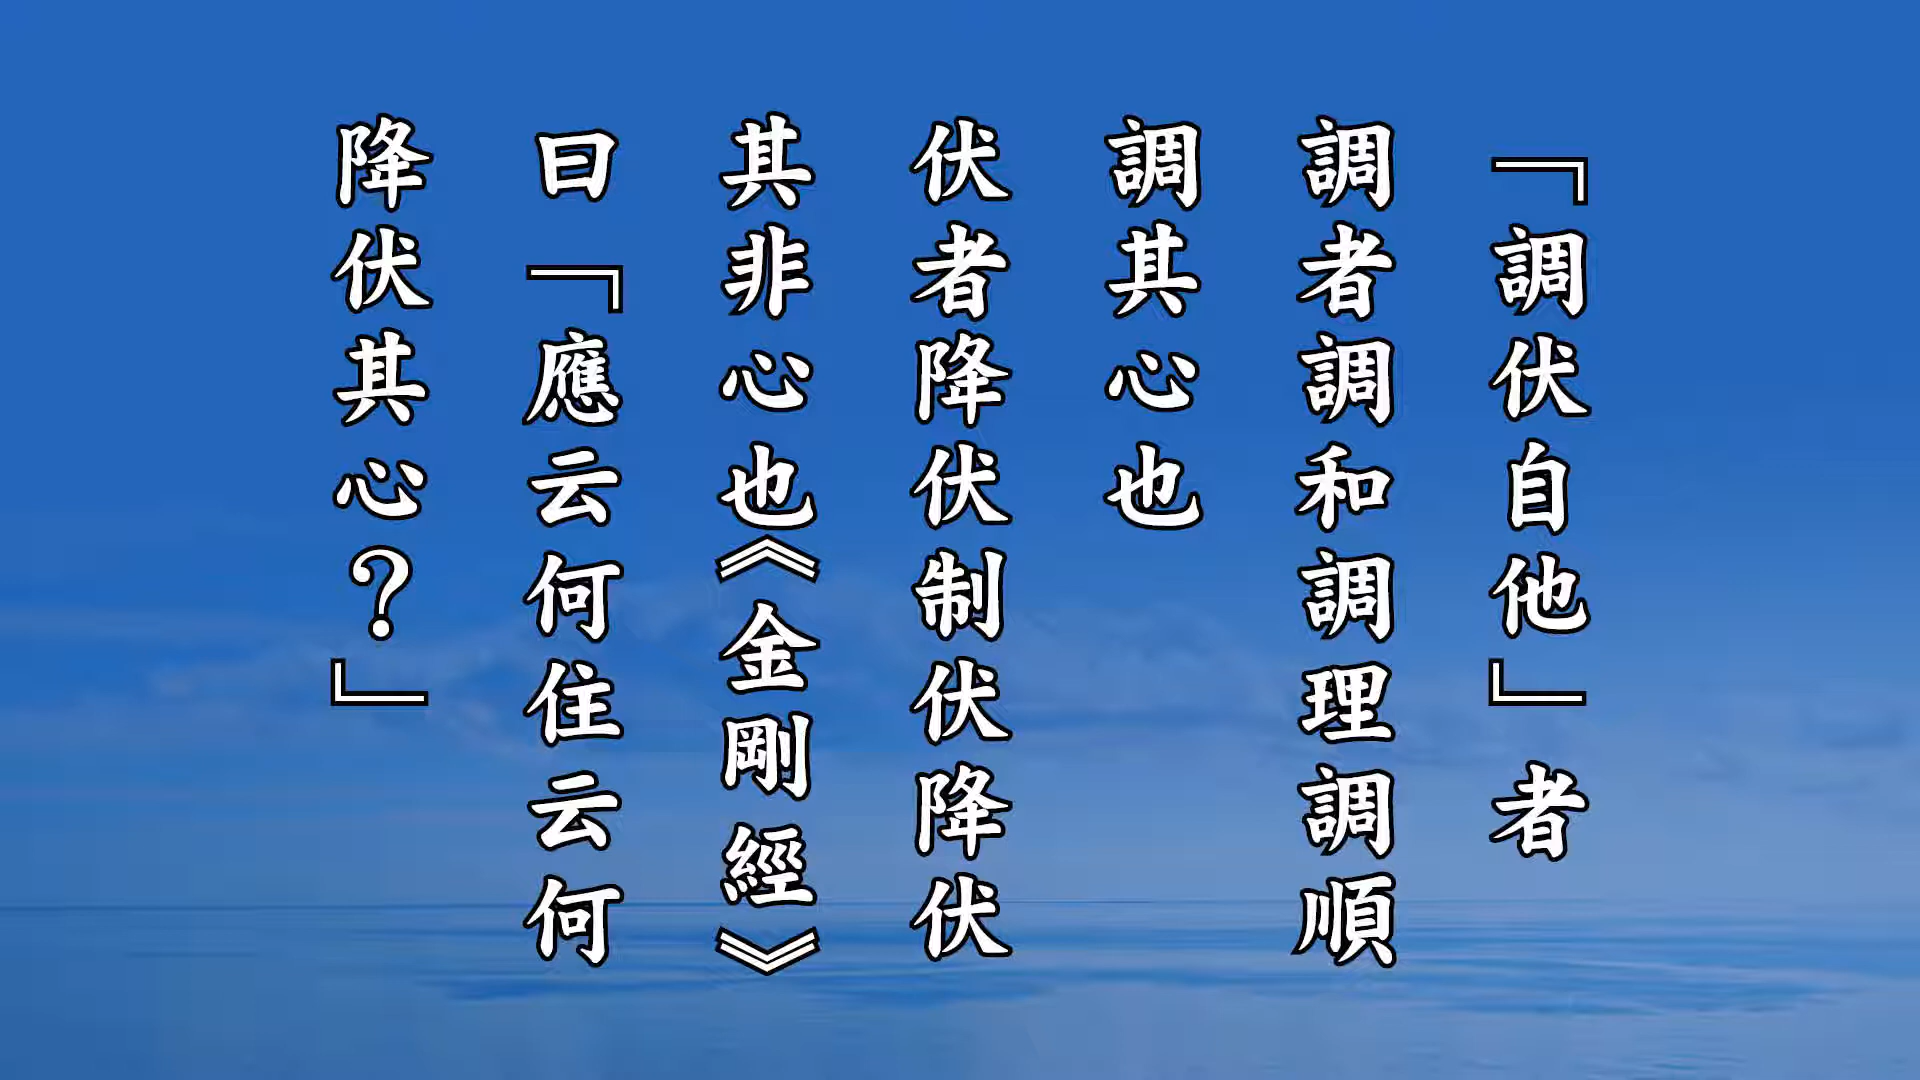 「調伏自他」者
調者調和調理調順
調其心也
伏者降伏制伏降伏
其非心也《金剛經》
曰「應云何住云何
降伏其心？」